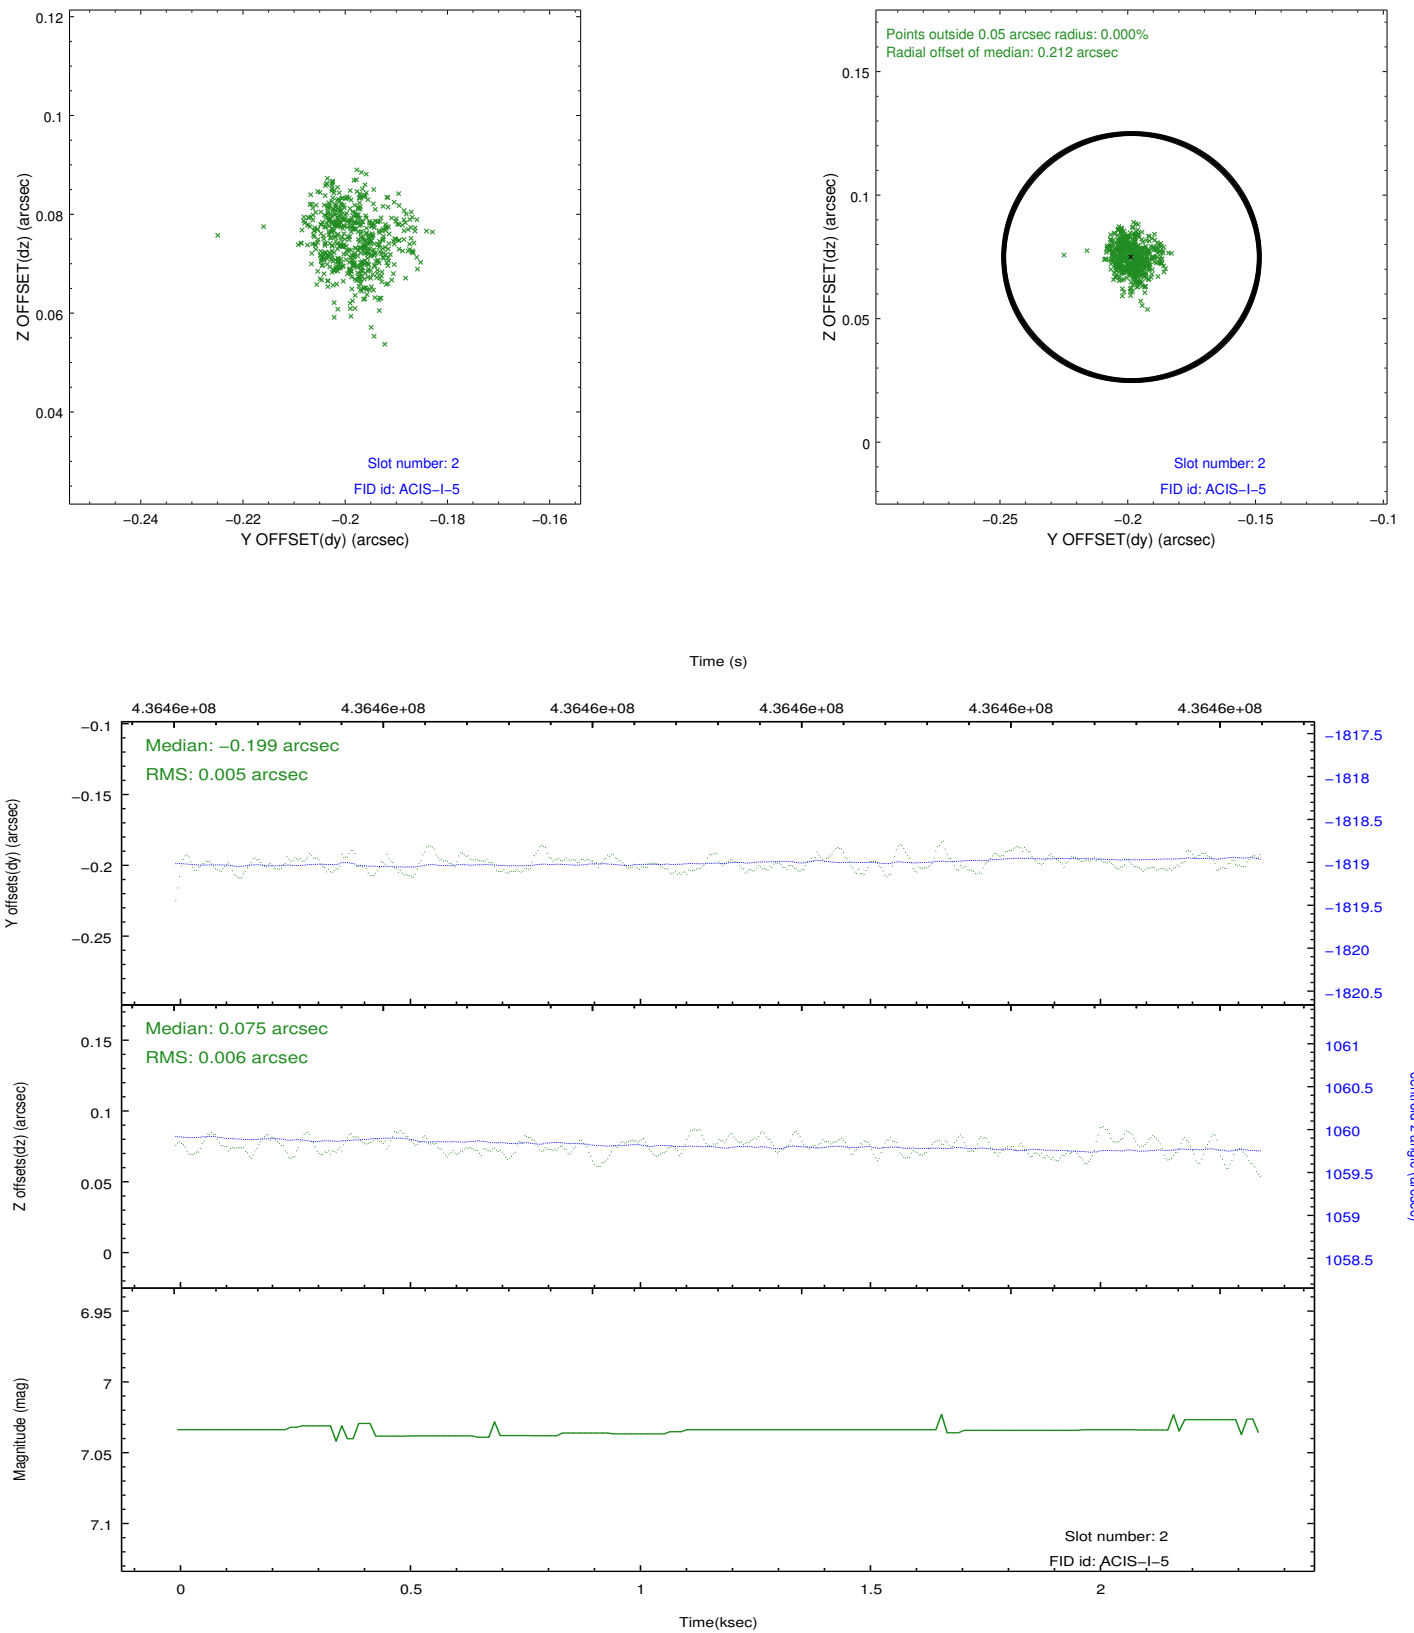 0.12
0.1
0.08
0.06
0.04
Z OFFSET(dz) (arcsec)
Slot number: 2
FID id: ACIS−I−5
−0.24 −0.22 −0.2 −0.18 −0.16
Y OFFSET(dy) (arcsec)
Points outside 0.05 arcsec radius: 0.000%
Radial offset of median: 0.212 arcsec
0.15
0.1
0.05
0
Z OFFSET(dz) (arcsec)
Slot number: 2
FID id: ACIS−I−5
−0.25 −0.2 −0.15 −0.1
Y OFFSET(dy) (arcsec)
Time (s)
4.3646e+08 4.3646e+08 4.3646e+08 4.3646e+08 4.3646e+08 4.3646e+08
Median: −0.199 arcsec
RMS: 0.005 arcsec
−0.1
−0.15
−0.2
−0.25
Y offsets(dy) (arcsec)
−1817.5
−1818
−1818.5
−1819
−1819.5
−1820
−1820.5
Median: 0.075 arcsec
RMS: 0.006 arcsec
0.15
0.1
0.05
0
Z offsets(dz) (arcsec)
1061
1060.5
1060
1059.5
1059
1058.5
6.95
7
7.05
7.1
Magnitude (mag)
Slot number: 2
FID id: ACIS−I−5
0 0.5 1 1.5 2
Time(ksec)